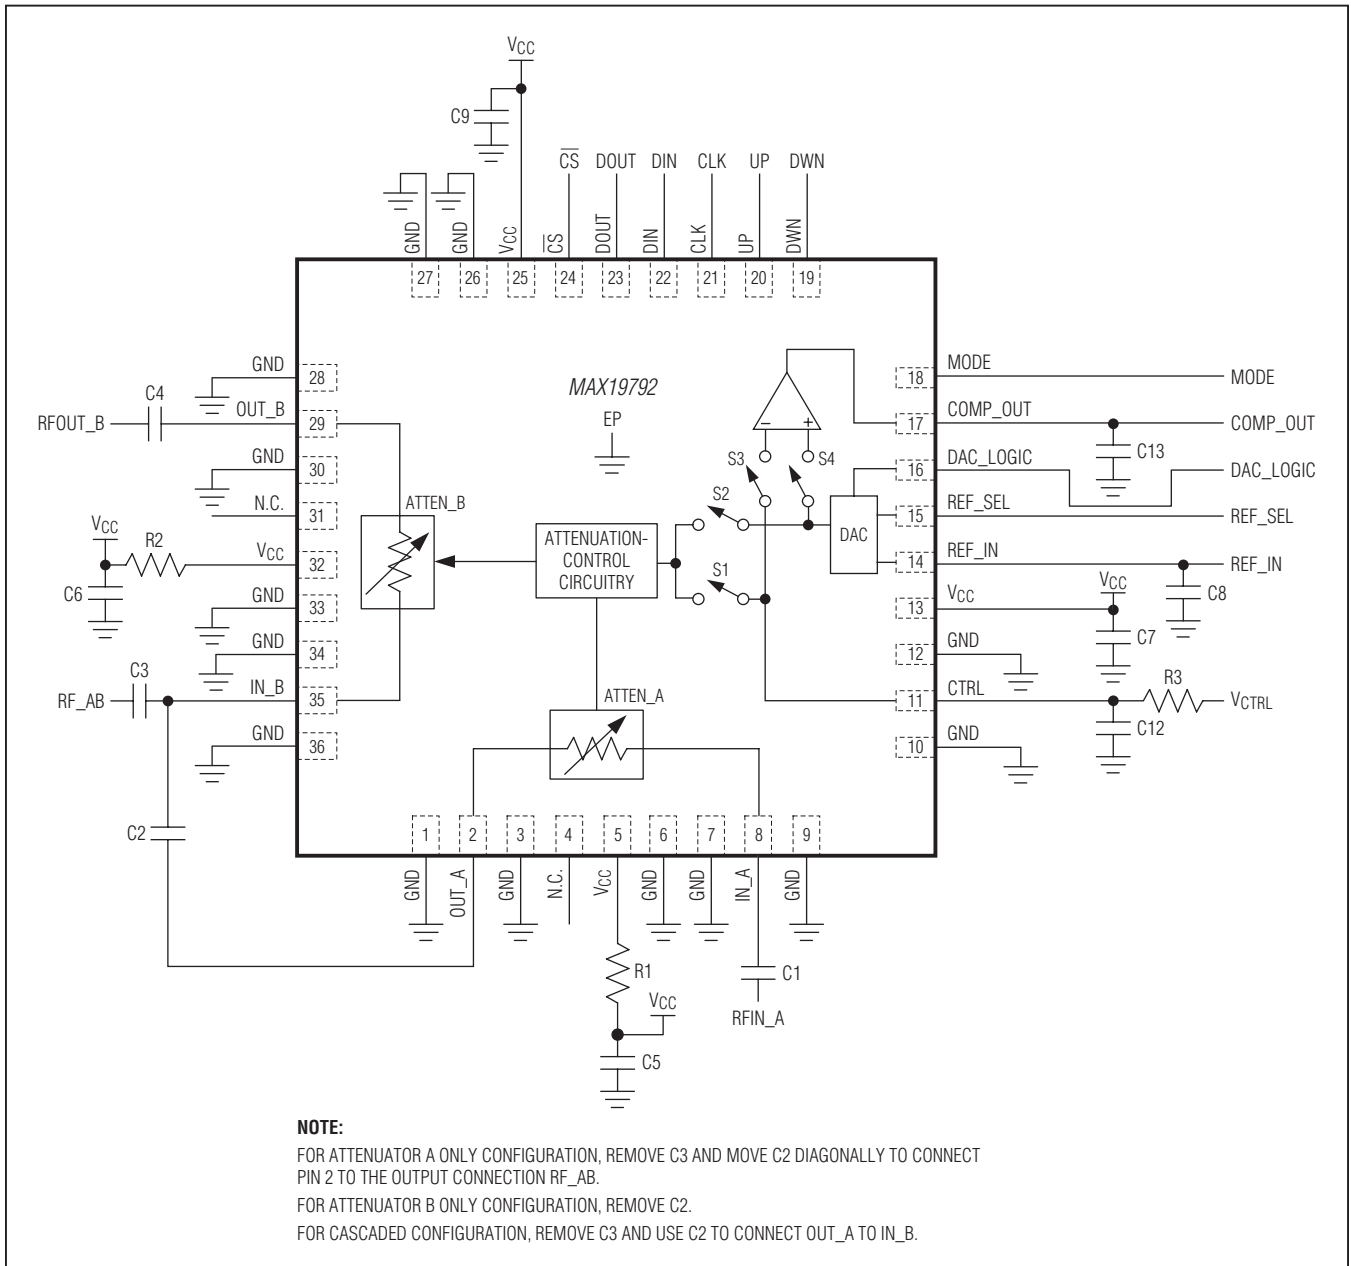 VCC
C9
CS DOUT DIN CLK UP DWN
GND GND VCC CS DOUT DIN CLK UP DWN
27 26 25 24 23 22 21 20 19
GND 28
C4
RFOUT_B OUT_B 29
GND 30
N.C. 31
VCC R2 VCC 32
C6
GND 33
GND 34
C3
RF_AB IN_B 35
GND 36
C2
MAX19792
EP
ATTEN_B
ATTENUATION-
CONTROL
CIRCUITRY
S3 S4
S2
S1
– +
DAC
ATTEN_A
18 MODE MODE
17 COMP_OUT COMP_OUT
C13
16 DAC_LOGIC DAC_LOGIC
15 REF_SEL REF_SEL
14 REF_IN REF_IN
C8
13 VCC VCC
C7
12 GND
11 CTRL R3 VCTRL
C12
10 GND
1 2 3 4 5 6 7 8 9
GND OUT_A GND N.C. VCC GND GND IN_A GND
R1
VCC
C5
C1
RFIN_A
NOTE:
FOR ATTENUATOR A ONLY CONFIGURATION, REMOVE C3 AND MOVE C2 DIAGONALLY TO CONNECT
PIN 2 TO THE OUTPUT CONNECTION RF_AB.
FOR ATTENUATOR B ONLY CONFIGURATION, REMOVE C2.
FOR CASCADED CONFIGURATION, REMOVE C3 AND USE C2 TO CONNECT OUT_A TO IN_B.